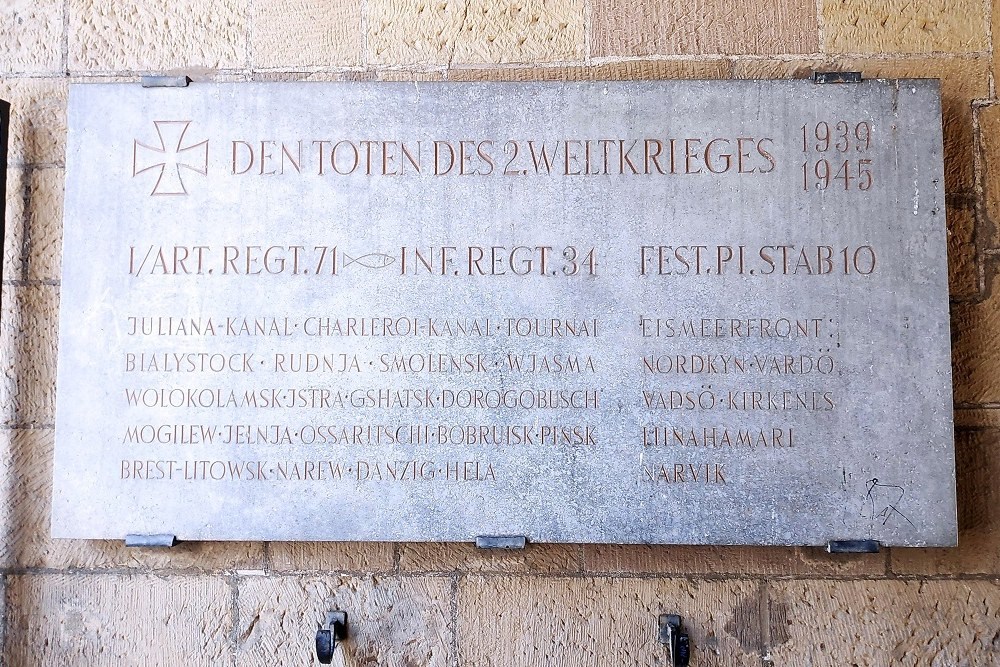 DEN TOTEN DES 2. WELTKRIEGES 1939 1945
I/ART. REGT. 71 INF. REGT. 34
JULIANA-KANAL · CHARLEROI-KANAL · TOURNAI
BIALYSTOCK · RUDNJA · SMOLENSK · WJASMA
WOLOKOLAMSK · JSTRA · GSHATSK · DOROGOBUSCH
MOGILEW · JELNJA · OSSARITSCHI · BOBRUISK · PINSK
BREST-LITOWSK · NAREW · DANZIG · HELA
FEST. PI. STAB 10
EISMEERFRONT:
NORDKYN · VARDÖ
VADSÖ · KIRKENES
LIINAHAMARI
NARVIK